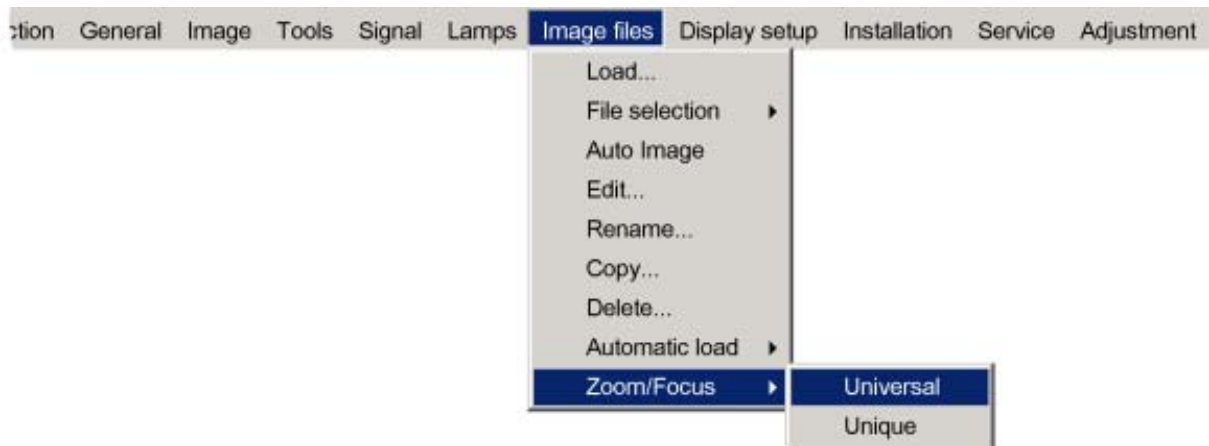 ction General Image Tools Signal Lamps Image files Display setup Installation Service Adjustment
Load...
File selection
Auto Image
Edit...
Rename...
Copy...
Delete...
Automatic load
Zoom/Focus Universal
Unique